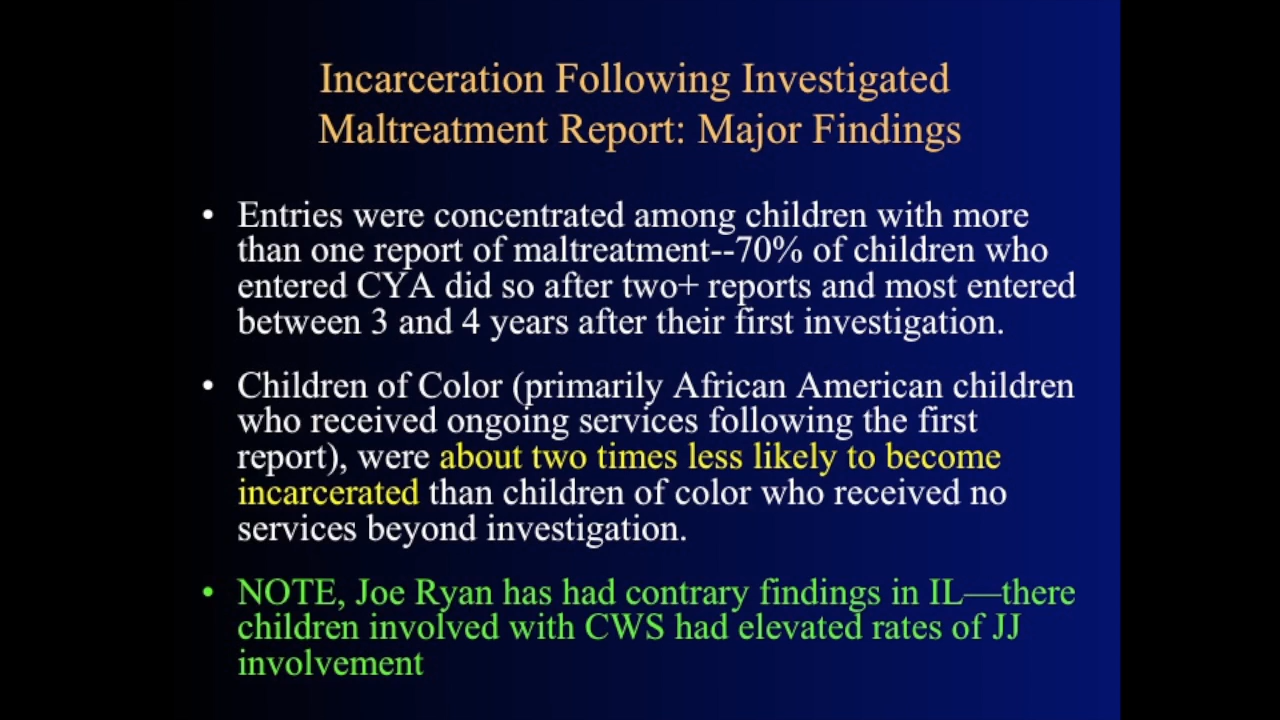 Incarceration Following Investigated
Maltreatment Report: Major Findings
• Entries were concentrated among children with more
than one report of maltreatment--70% of children who
entered CYA did so after two+ reports and most entered
between 3 and 4 years after their first investigation.
• Children of Color (primarily African American children
who received ongoing services following the first
report), were about two times less likely to become
incarcerated than children of color who received no
services beyond investigation.
• NOTE, Joe Ryan has had contrary findings in IL—there
children involved with CWS had elevated rates of JJ
involvement